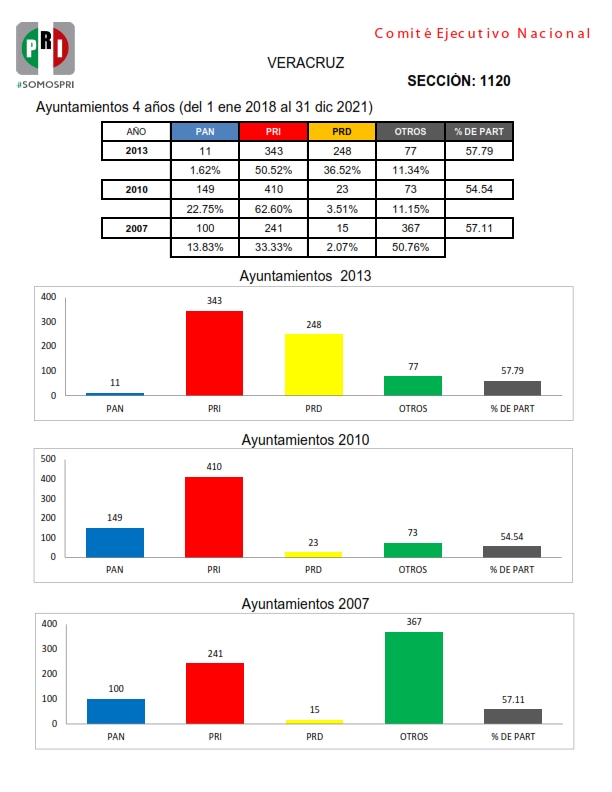 Comité Ejecutivo Nacional
PRI
#SOMOSPRI
VERACRUZ
SECCIÓN: 1120
Ayuntamientos 4 años (del 1 ene 2018 al 31 dic 2021)
AÑO PAN PRI PRD OTROS % DE PART
2013 11 343 248 77 57.79
1.62% 50.52% 36.52% 11.34%
2010 149 410 23 73 54.54
22.75% 62.60% 3.51% 11.15%
2007 100 241 15 367 57.11
13.83% 33.33% 2.07% 50.76%
Ayuntamientos 2013
400
300
200
100
0
11 343 248 77 57.79
PAN PRI PRD OTROS % DE PART
Ayuntamientos 2010
500
400
300
200
100
0
149 410 23 73 54.54
PAN PRI PRD OTROS % DE PART
Ayuntamientos 2007
400
300
200
100
0
100 241 15 367 57.11
PAN PRI PRD OTROS % DE PART